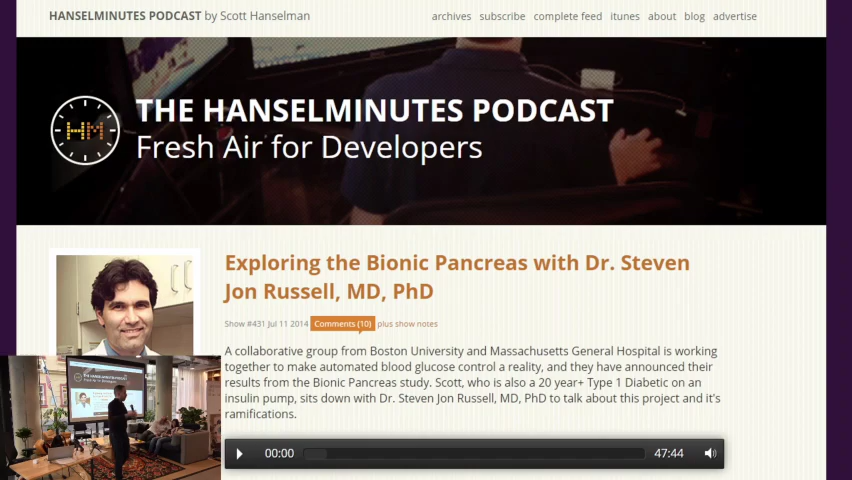 HANSELMINUTES PODCAST by Scott Hanselman
archives subscribe complete feed itunes about blog advertise
HM
THE HANSELMINUTES PODCAST
Fresh Air for Developers
Exploring the Bionic Pancreas with Dr. Steven
Jon Russell, MD, PhD
Show #431 Jul 11 2014 Comments (10) plus show notes
A collaborative group from Boston University and Massachusetts General Hospital is working
together to make automated blood glucose control a reality, and they have announced their
results from the Bionic Pancreas study. Scott, who is also a 20 year+ Type 1 Diabetic on an
insulin pump, sits down with Dr. Steven Jon Russell, MD, PhD to talk about this project and it's
ramifications.
00:00 47:44